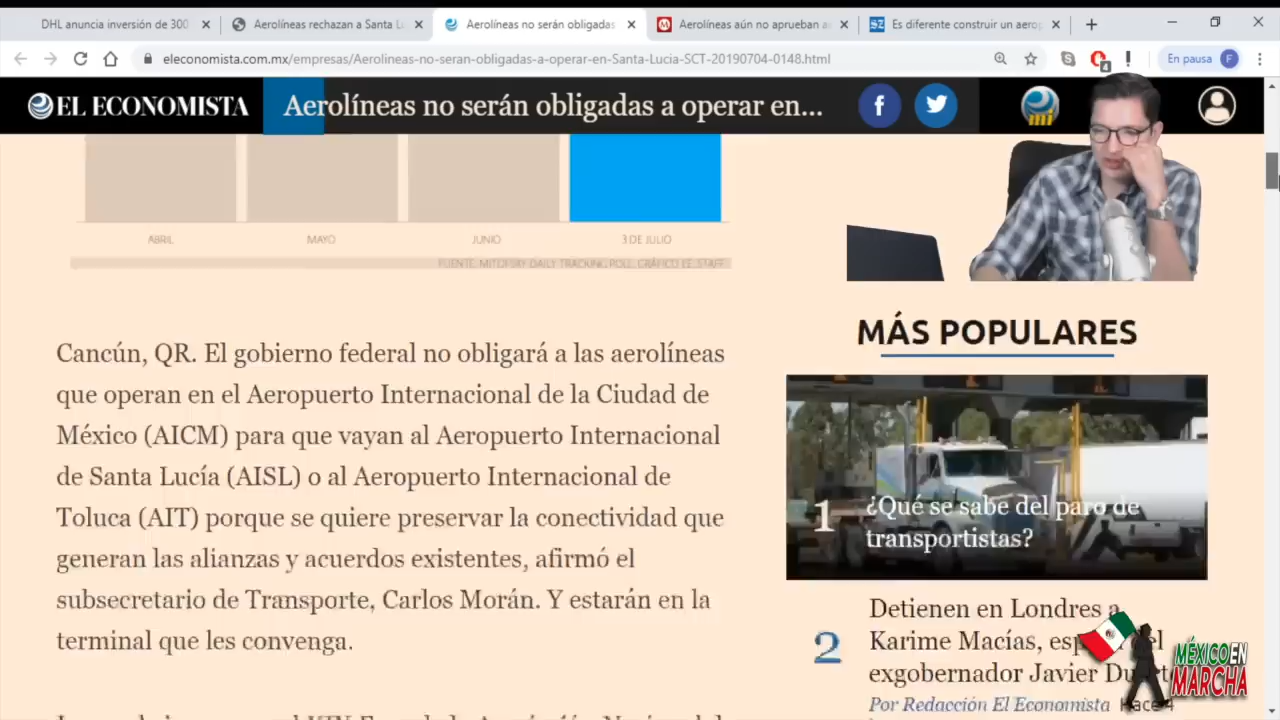 DHL anuncia inversión de 300
Aerolíneas rechazan a Santa Lu
Aerolíneas no serán obligadas
Aerolíneas aún no aprueban
Es diferente construir un aerop
eleconomista.com.mx/empresas/Aerolineas-no-seran-obligadas-a-operar-en-Santa-Lucia-SCT-20190704-0148.html
4
En pausa
F
EL ECONOMISTA
Aerolíneas no serán obligadas a operar en...
mi
ABRIL
MAYO
JUNIO
3 DE JULIO
FUENTE: MITOFSKY DAILY TRACKING POLL. GRÁFICO EE STAFF
Cancún, QR. El gobierno federal no obligará a las aerolíneas
que operan en el Aeropuerto Internacional de la Ciudad de
México (AICM) para que vayan al Aeropuerto Internacional
de Santa Lucía (AISL) o al Aeropuerto Internacional de
Toluca (AIT) porque se quiere preservar la conectividad que
generan las alianzas y acuerdos existentes, afirmó el
subsecretario de Transporte, Carlos Morán. Y estarán en la
terminal que les convenga.
MÁS POPULARES
1
¿Qué se sabe del paro de
transportistas?
2
Detienen en Londres a
Karime Macías,
exgobernador Javier
Por Redacción El Economista Hace 4
MÉXICO EN
MARCHA